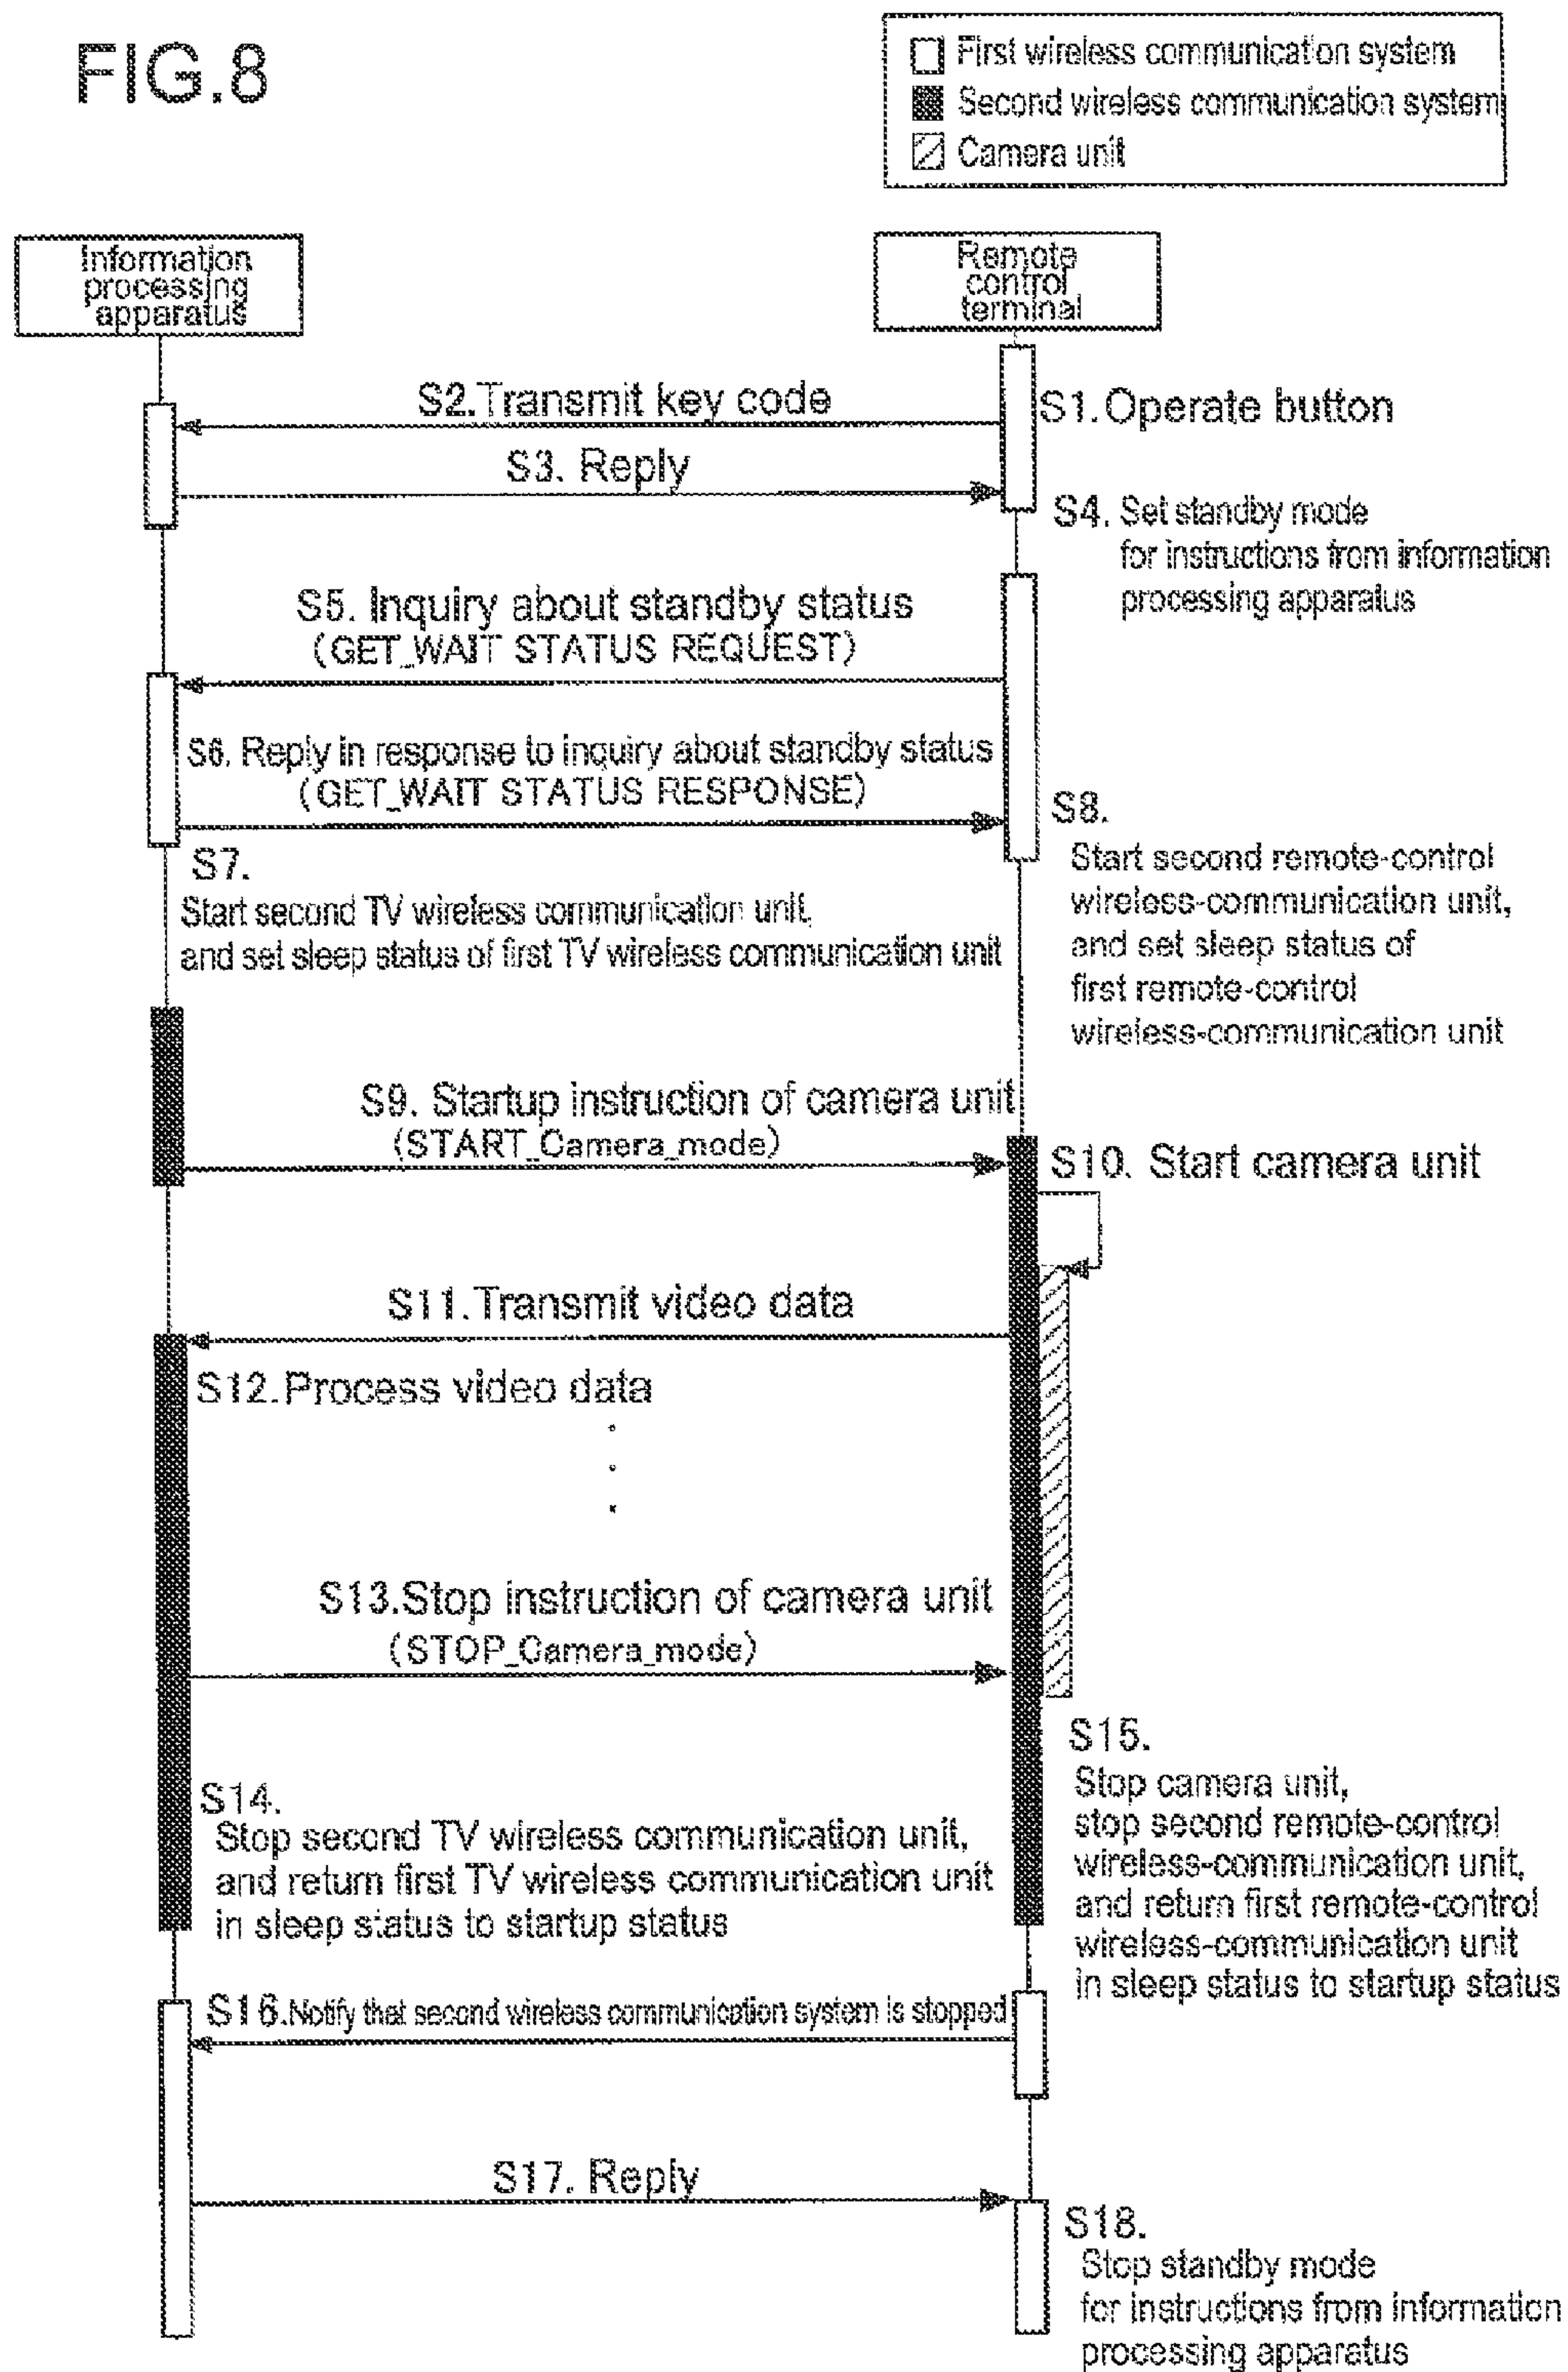 FIG.8
First wireless communication system
Second wireless communication system
Camera unit
Information
processing
apparatus
Remote
control
terminal
S2.Transmit key code
S1.Operate button
S3. Reply
S4. Set standby mode
for instructions from information
processing apparatus
S5. Inquiry about standby status
(GET_WAIT STATUS REQUEST)
S6. Reply in response to inquiry about standby status
(GET_WAIT STATUS RESPONSE)
S7.
Start second TV wireless communication unit,
and set sleep status of first TV wireless communication unit
S8.
Start second remote-control
wireless-communication unit,
and set sleep status of
first remote-control
wireless-communication unit
S9. Startup instruction of camera unit
(START_Camera_mode)
S10. Start camera unit
S11.Transmit video data
S12.Process video data
S13.Stop instruction of camera unit
(STOP_Camera_mode)
S14.
Stop second TV wireless communication unit,
and return first TV wireless communication unit
in sleep status to startup status
S15.
Stop camera unit,
stop second remote-control
wireless-communication unit,
and return first remote-control
wireless-communication unit
in sleep status to startup status
S16.Notify that second wireless communication system is stopped
S17. Reply
S18.
Stop standby mode
for instructions from information
processing apparatus